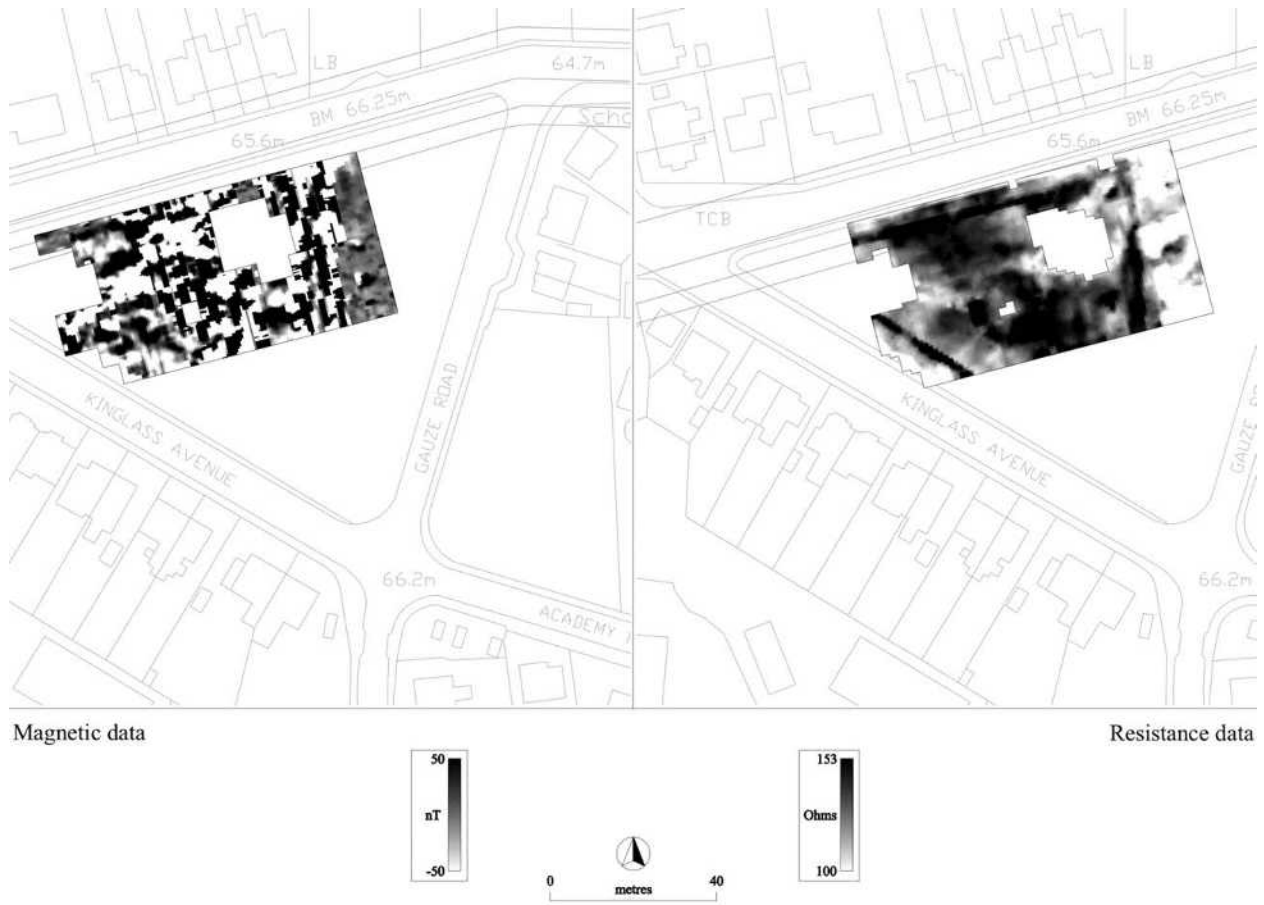 LB
64.7m
BM 66.25m
Scho
65.6m
KINGLASS AVENUE
GAUZE ROAD
66.2m
ACADEMY
LB
BM 66.25m
65.6m
TCB
KINGLASS AVENUE
GAUZE
66.2m
Magnetic data
Resistance data
50
nT
-50
153
Ohms
100
0
40
metres